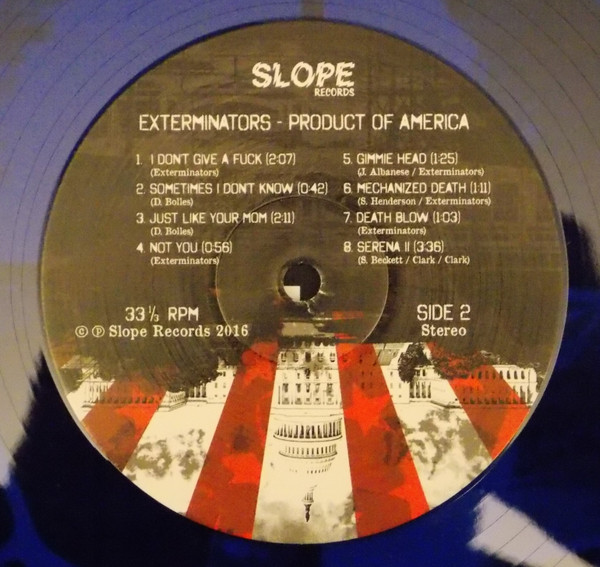 SLOPE
RECORDS
EXTERMINATORS - PRODUCT OF AMERICA
1. I DON'T GIVE A FUCK (2:07)
(Exterminators)
2. SOMETIMES I DON'T KNOW (0:42)
(D. Bolles)
3. JUST LIKE YOUR MOM (2:11)
(D. Bolles)
4. NOT YOU (0:56)
(Exterminators)
5. GIMMIE HEAD (1:25)
(J. Albanese / Exterminators)
6. MECHANIZED DEATH (1:11)
(S. Henderson / Exterminators)
7. DEATH BLOW (1:03)
(Exterminators)
8. SERENA II (3:36)
(S. Beckett / Clark / Clark)
33 ⅓ RPM
© ℗ Slope Records 2016
SIDE 2
Stereo